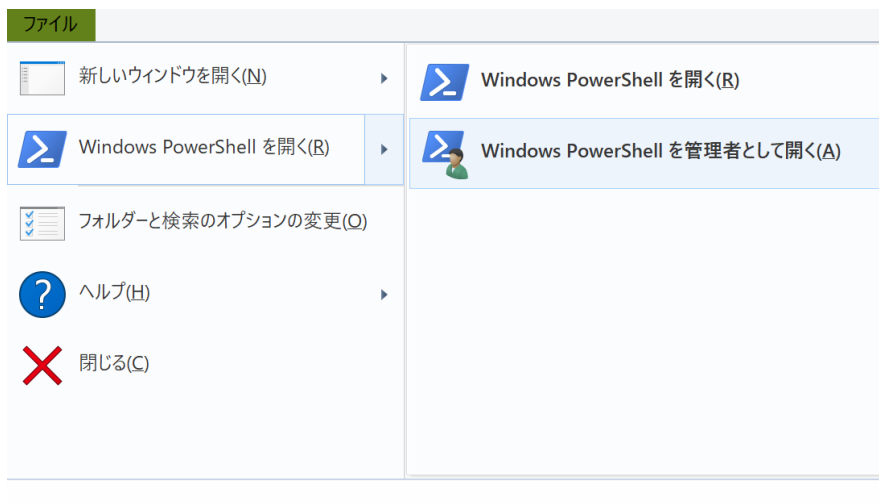 ファイル
新しいウィンドウを開く(N)
Windows PowerShell を開く(R)
フォルダーと検索のオプションの変更(O)
ヘルプ(H)
閉じる(C)
Windows PowerShell を開く(R)
Windows PowerShell を管理者として開く(A)